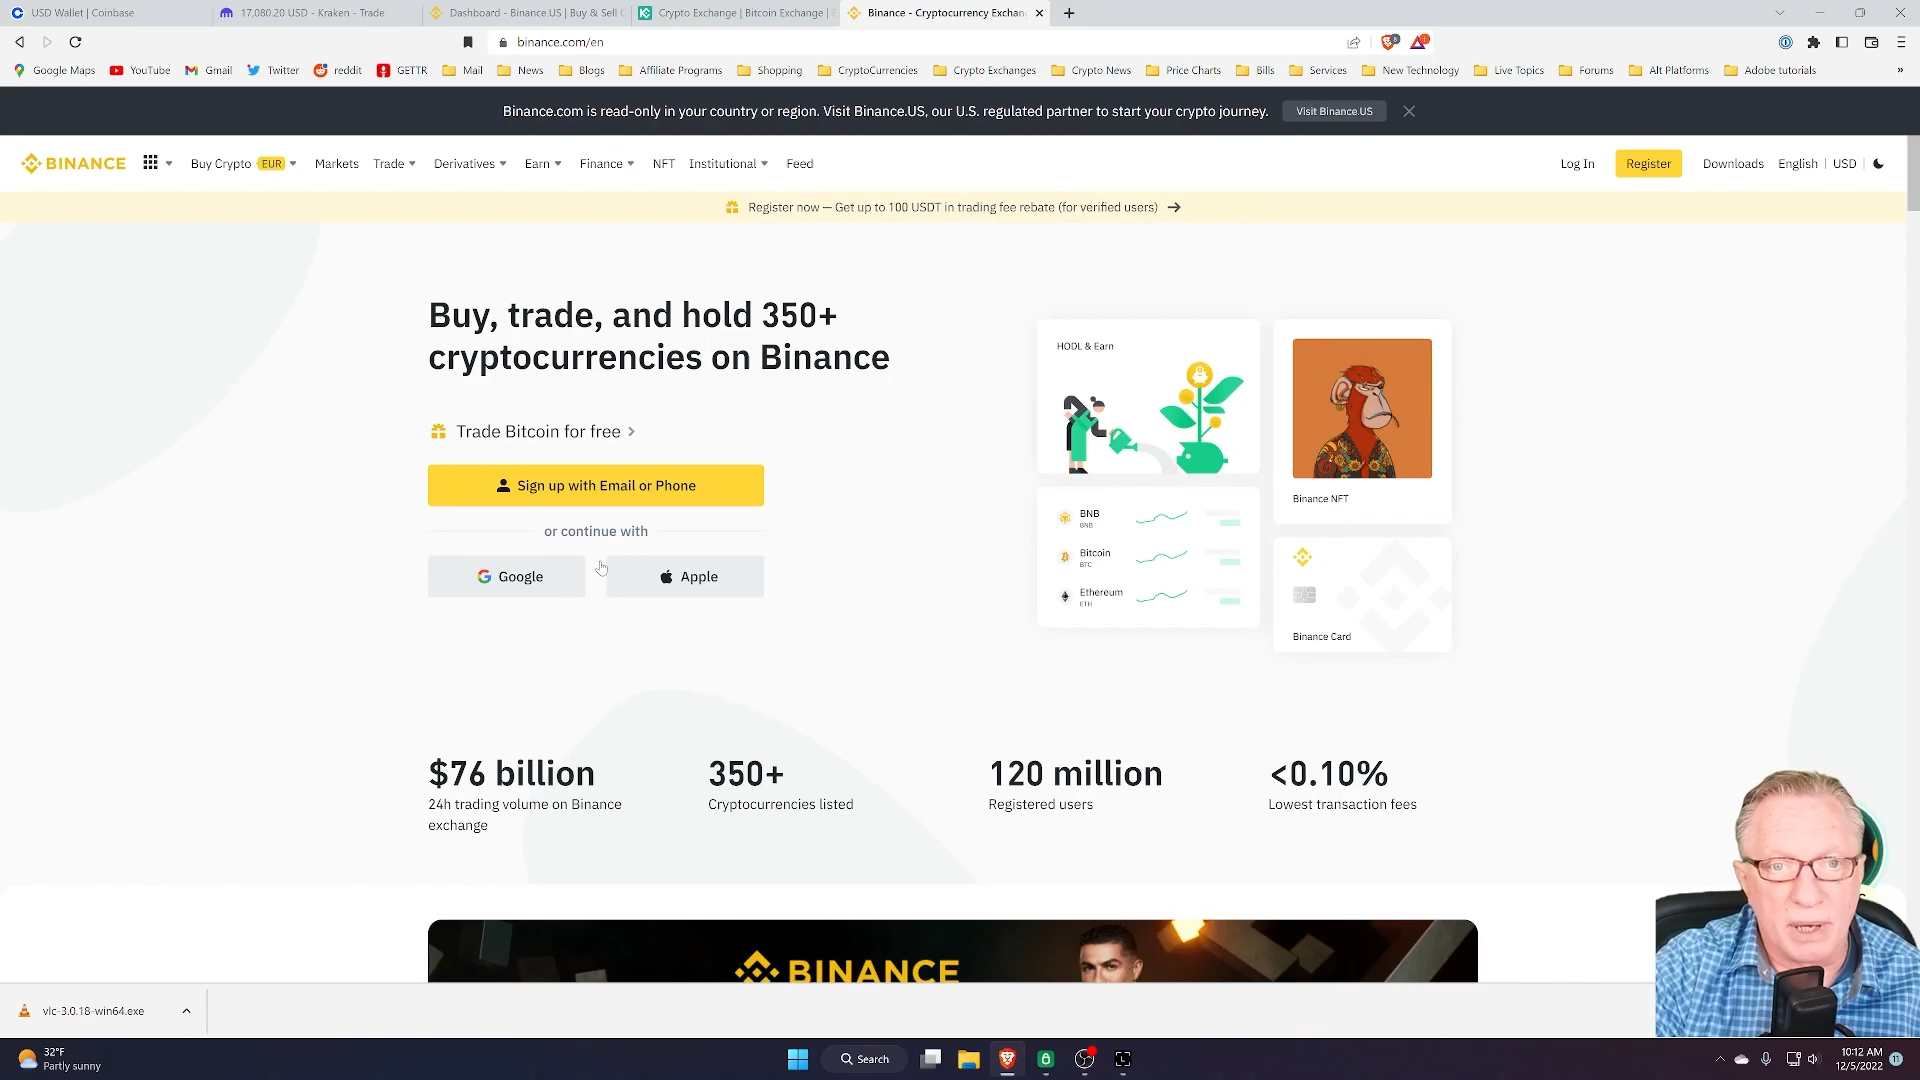 USD Wallet | Coinbase
17,080.20 USD - Kraken - Trade
Dashboard - Binance.US | Buy & Sell C
Crypto Exchange | Bitcoin Exchange |
Binance - Cryptocurrency Exchan
binance.com/en
Google Maps
YouTube
Gmail
Twitter
reddit
GETTR
Mail
News
Blogs
Affiliate Programs
Shopping
CryptoCurrencies
Crypto Exchanges
Crypto News
Price Charts
Bills
Services
New Technology
Live Topics
Forums
Alt Platforms
Adobe tutorials
»
Binance.com is read-only in your country or region. Visit Binance.US, our U.S. regulated partner to start your crypto journey.
Visit Binance.US
BINANCE
Buy Crypto EUR
Markets
Trade
Derivatives
Earn
Finance
NFT
Institutional
Feed
Log In
Register
Downloads
English | USD |
Register now — Get up to 100 USDT in trading fee rebate (for verified users)
Buy, trade, and hold 350+
cryptocurrencies on Binance
Trade Bitcoin for free
Sign up with Email or Phone
or continue with
Google
Apple
HODL & Earn
BNB
BNB
Bitcoin
BTC
Ethereum
ETH
Binance NFT
Binance Card
$76 billion
24h trading volume on Binance
exchange
350+
Cryptocurrencies listed
120 million
Registered users
<0.10%
Lowest transaction fees
BINANCE
vlc-3.0.18-win64.exe
32°F
Partly sunny
Search
10:12 AM
12/5/2022
11